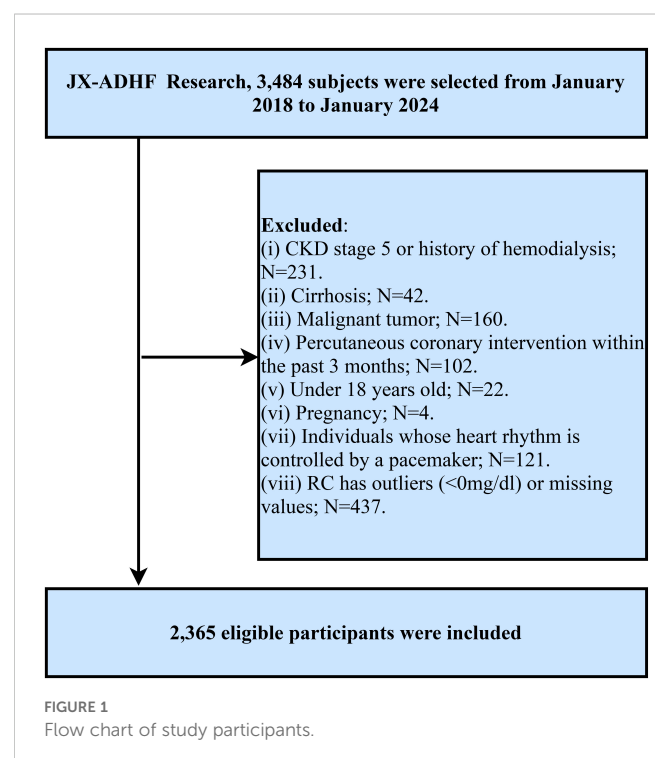 JX-ADHF Research, 3,484 subjects were selected from January
2018 to January 2024
Excluded:
(i) CKD stage 5 or history of hemodialysis;
N=231.
(ii) Cirrhosis; N=42.
(iii) Malignant tumor; N=160.
(iv) Percutaneous coronary intervention within
the past 3 months; N=102.
(v) Under 18 years old; N=22.
(vi) Pregnancy; N=4.
(vii) Individuals whose heart rhythm is
controlled by a pacemaker; N=121.
(viii) RC has outliers (<0mg/dl) or missing
values; N=437.
2,365 eligible participants were included
FIGURE 1
Flow chart of study participants.